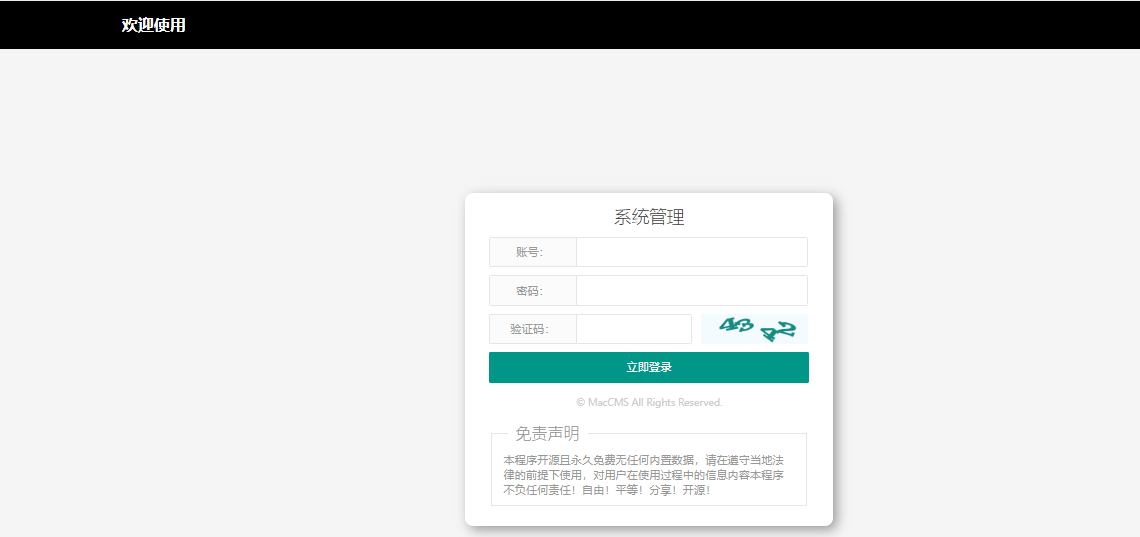 欢迎使用
系统管理
账号:
密码:
验证码:
4342
立即登录
© MacCMS All Rights Reserved.
免责声明
本程序开源且永久免费无任何内置数据，请在遵守当地法
律的前提下使用，对用户在使用过程中的信息内容本程序
不负任何责任！自由！平等！分享！开源！